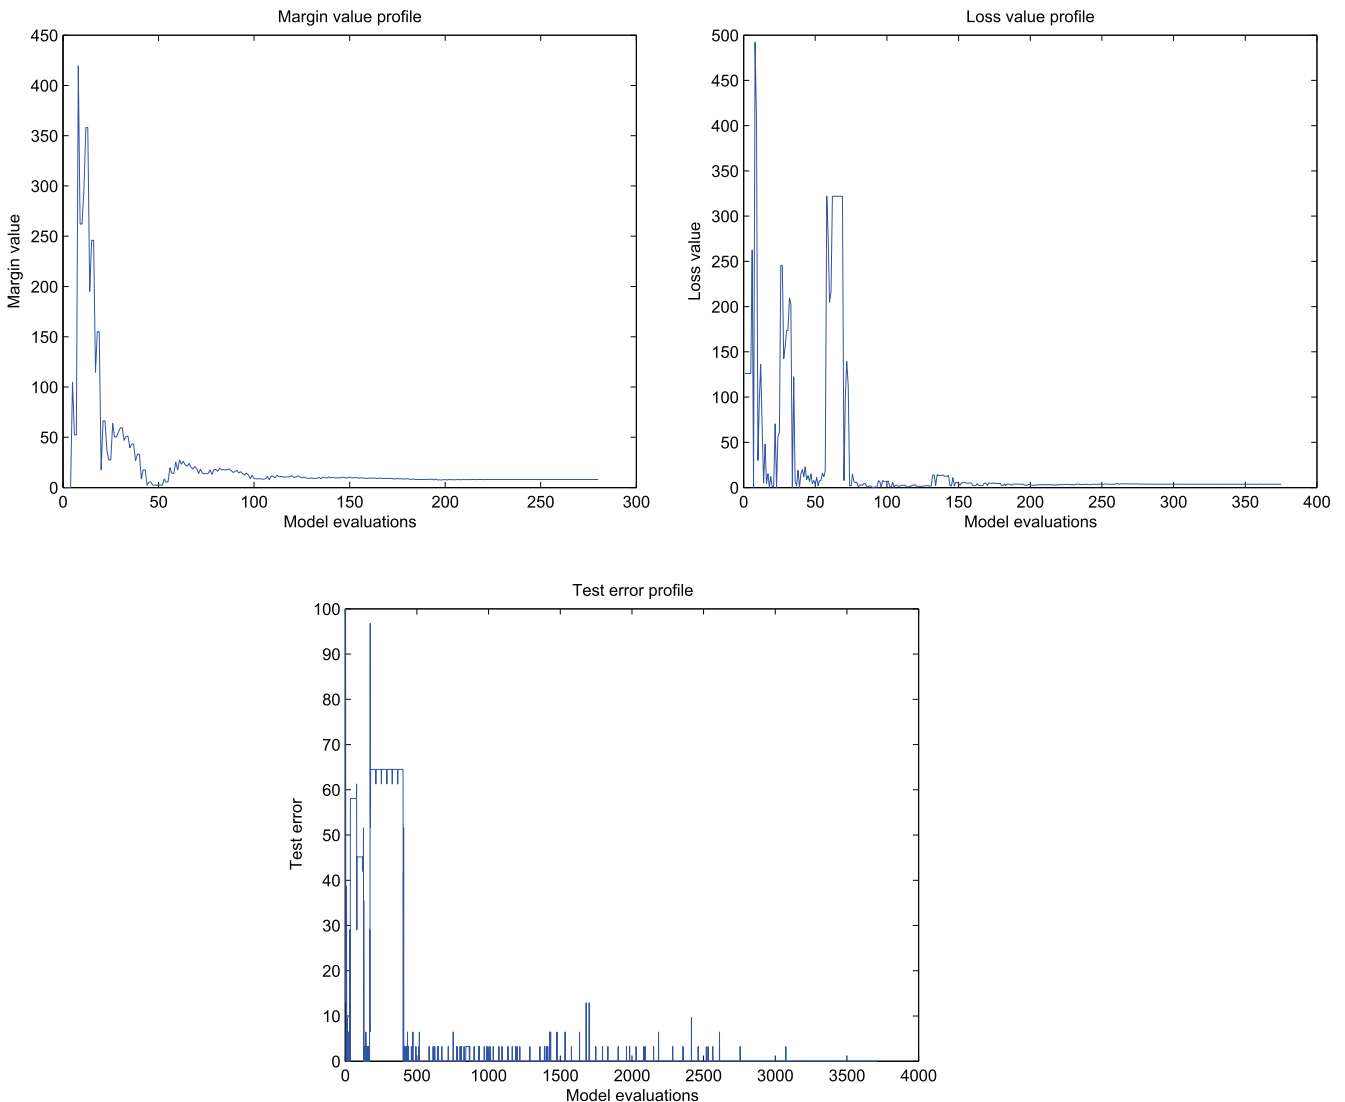 Margin value profile
450
400
350
300
250
200
150
100
50
0
Margin value
0 50 100 150 200 250 300
Model evaluations
Loss value profile
500
450
400
350
300
250
200
150
100
50
0
Loss value
0 50 100 150 200 250 300 350 400
Model evaluations
Test error profile
100
90
80
70
60
50
40
30
20
10
0
Test error
0 500 1000 1500 2000 2500 3000 3500 4000
Model evaluations